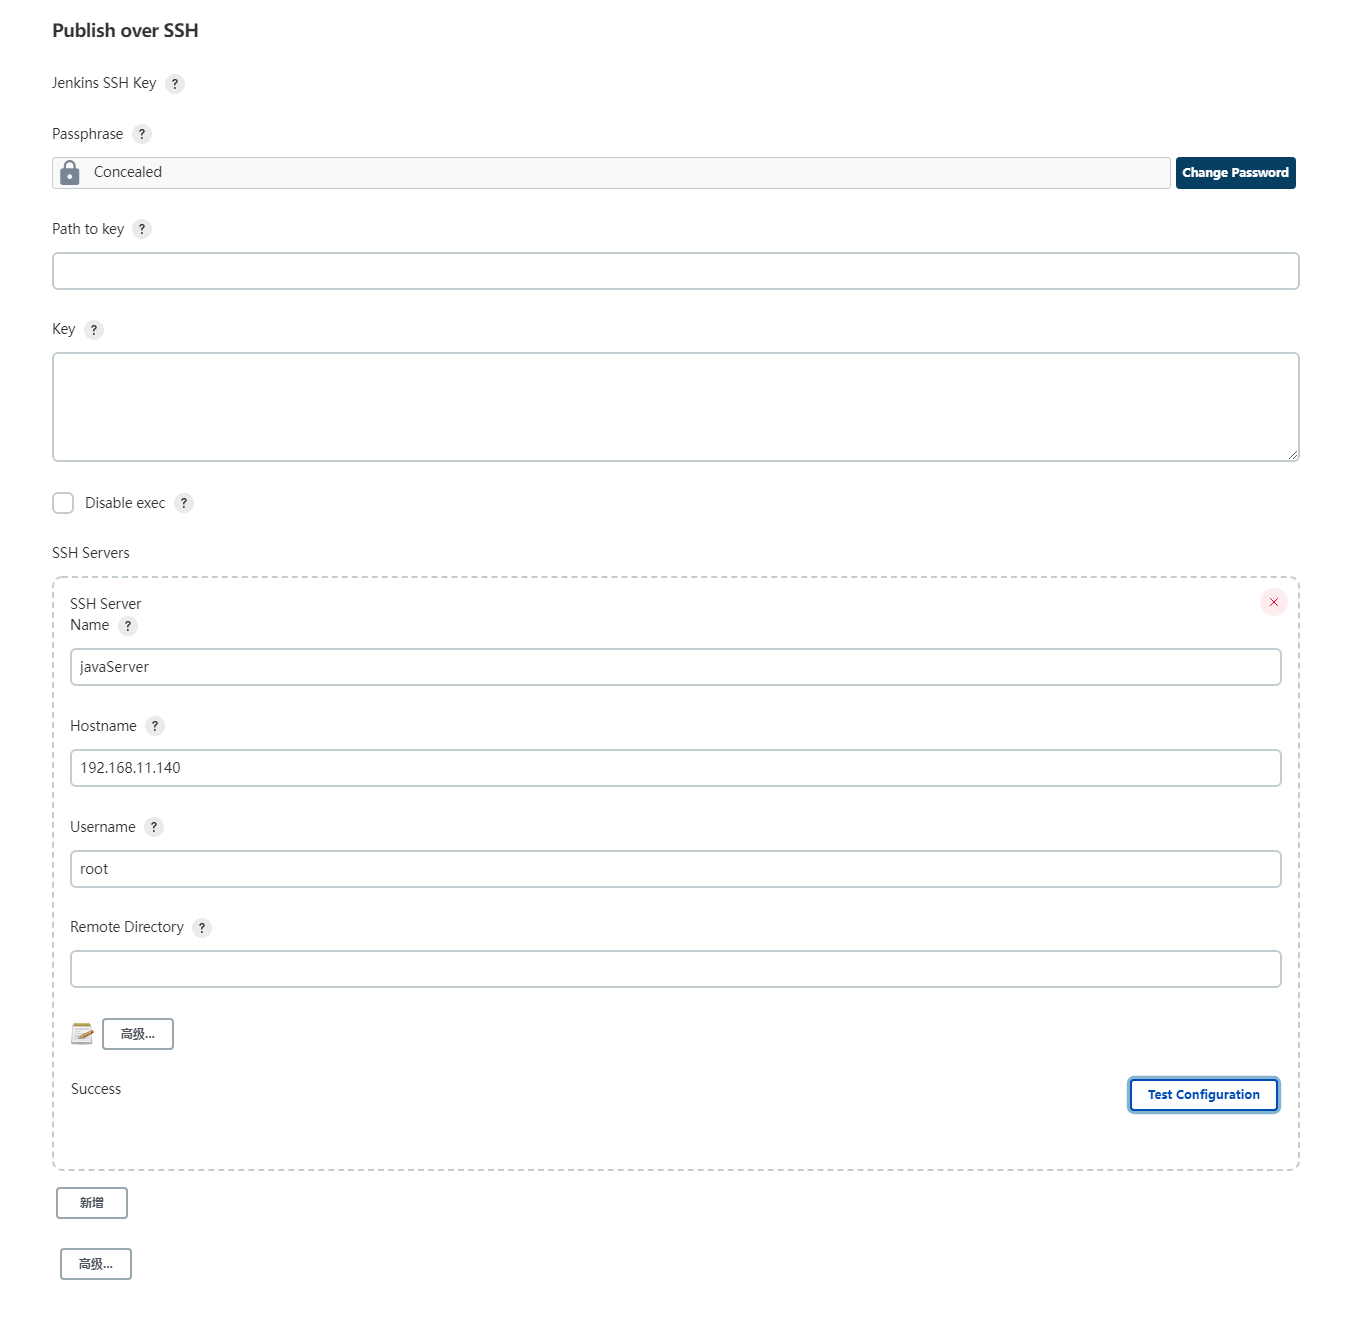 Publish over SSH
Jenkins SSH Key ?
Passphrase ?
Concealed
Change Password
Path to key ?
Key ?
Disable exec ?
SSH Servers
SSH Server
Name ?
javaServer
Hostname ?
192.168.11.140
Username ?
root
Remote Directory ?
高级...
Success
Test Configuration
新增
高级...